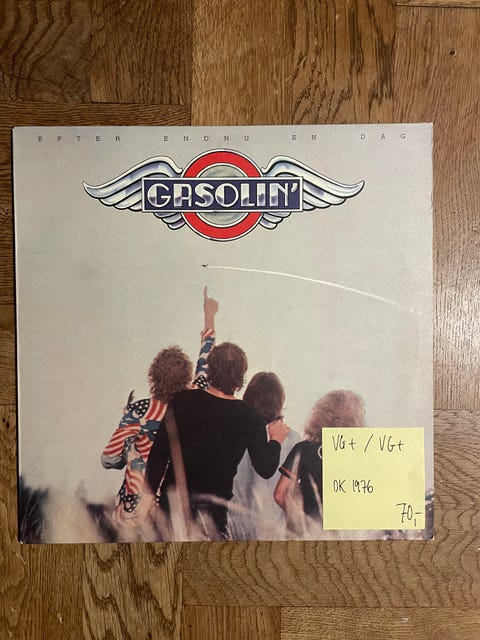 EFTER ENDNU EN DAG
GASOLIN'
VG+ / VG+
DK 1976
70,-